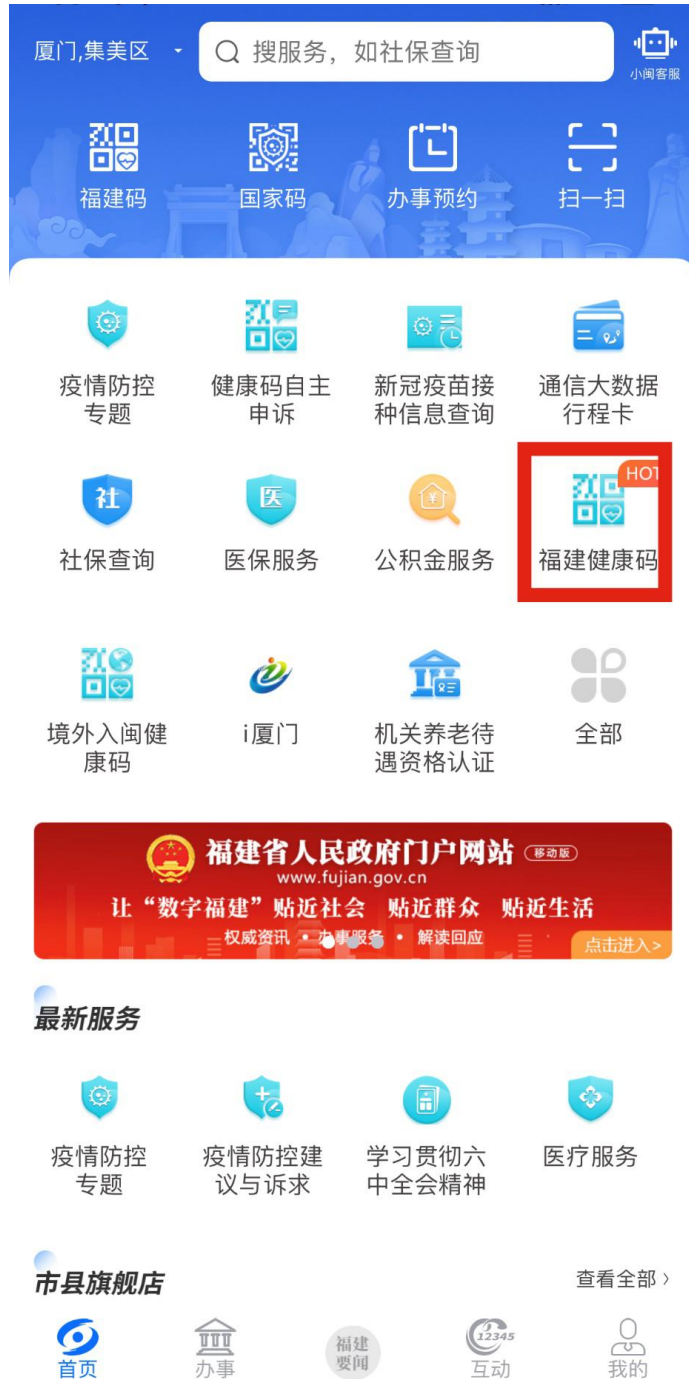 厦门,集美区
搜服务，如社保查询
小闽客服
福建码
国家码
办事预约
扫一扫
疫情防控
专题
健康码自主
申诉
新冠疫苗接
种信息查询
通信大数据
行程卡
社
社保查询
医
医保服务
¥
公积金服务
HOT
福建健康码
境外入闽健
康码
i厦门
机关养老待
遇资格认证
全部
福建省人民政府门户网站 移动版
www.fujian.gov.cn
让“数字福建”贴近社会 贴近群众 贴近生活
权威资讯 • 办事服务 • 解读回应
点击进入>
最新服务
疫情防控
专题
疫情防控建
议与诉求
学习贯彻六
中全会精神
医疗服务
市县旗舰店
查看全部›
首页
办事
福建
要闻
12345
互动
我的